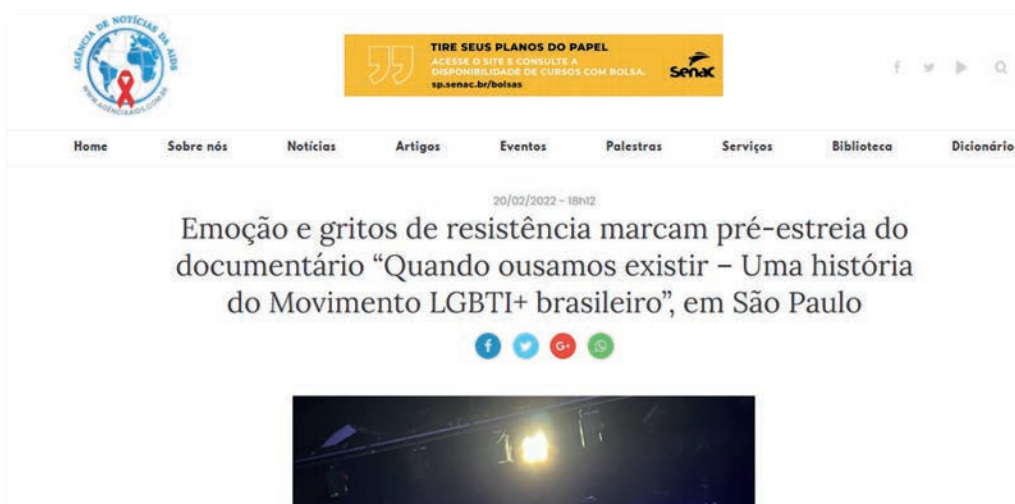 AGÊNCIA DE NOTÍCIAS DA AIDS
WWW.AGENCIAAIDS.COM.BR
TIRE SEUS PLANOS DO PAPEL
ACESSE O SITE E CONSULTE A
DISPONIBILIDADE DE CURSOS COM BOLSA.
sp.senac.br/bolsas
Senac
Home Sobre nós Notícias Artigos Eventos Palestras Serviços Biblioteca Dicionário
20/02/2022 - 18h12
Emoção e gritos de resistência marcam pré-estreia do
documentário “Quando ousamos existir – Uma história
do Movimento LGBTI+ brasileiro”, em São Paulo